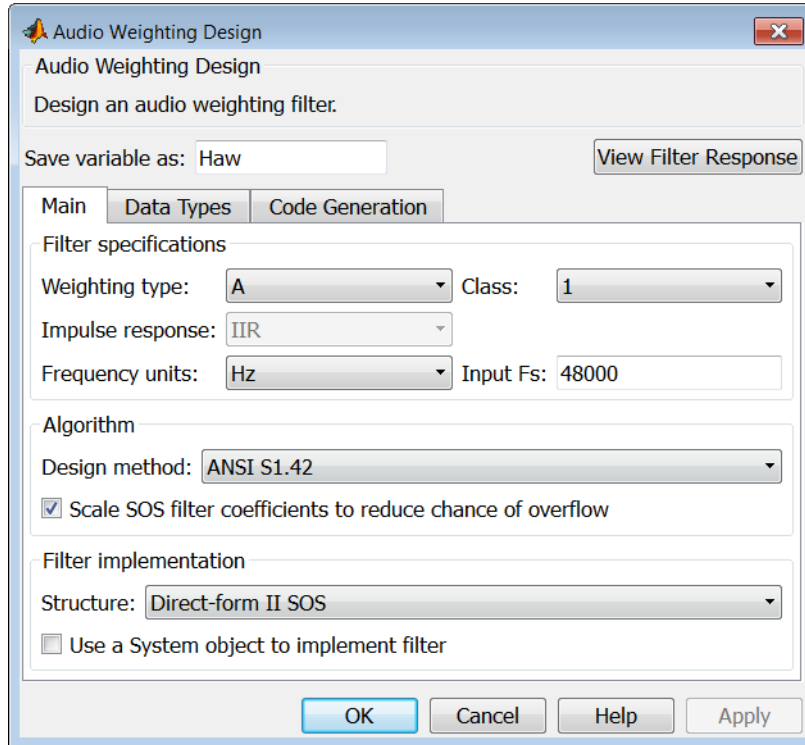 Audio Weighting Design
Audio Weighting Design
Design an audio weighting filter.
Save variable as: Haw View Filter Response
Main Data Types Code Generation
Filter specifications
Weighting type: A Class: 1
Impulse response: IIR
Frequency units: Hz Input Fs: 48000
Algorithm
Design method: ANSI S1.42
Scale SOS filter coefficients to reduce chance of overflow
Filter implementation
Structure: Direct-form II SOS
Use a System object to implement filter
OK Cancel Help Apply